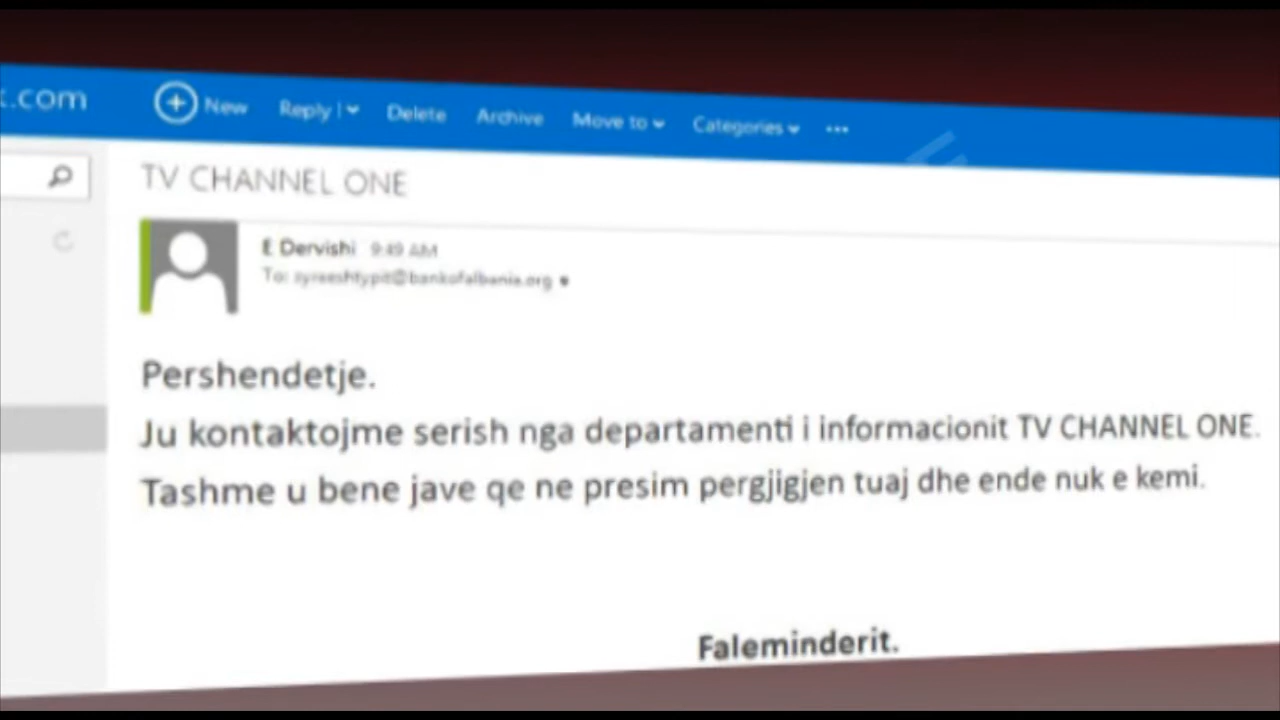 .com
New Reply Delete Archive Move to Categories ...
TV CHANNEL ONE
E Dervishi 9:49 AM
To:
Pershendetje.
Ju kontaktojme serish nga departamenti i informacionit TV CHANNEL ONE.
Tashme u bene jave qe ne presim pergjigjen tuaj dhe ende nuk e kemi.
Faleminderit.